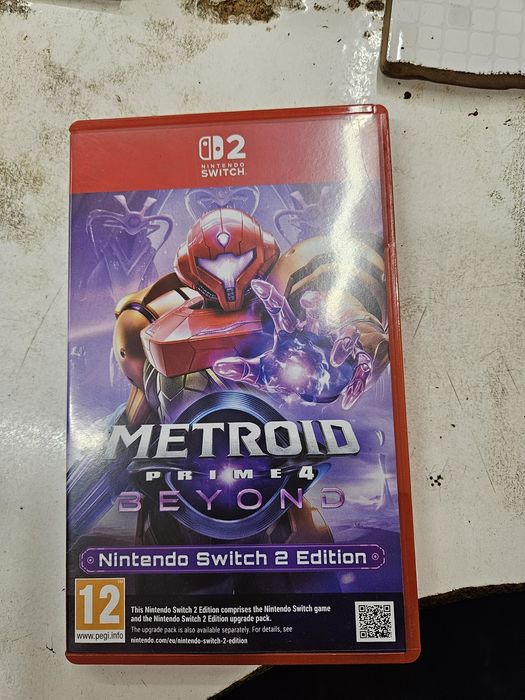 2
NINTENDO
SWITCH
METROID
PRIME 4
BEYOND
Nintendo Switch 2 Edition
12
www.pegi.info
This Nintendo Switch 2 Edition comprises the Nintendo Switch game
and the Nintendo Switch 2 Edition upgrade pack.
The upgrade pack is also available separately. For details, see
nintendo.com/eu/nintendo-switch-2-edition